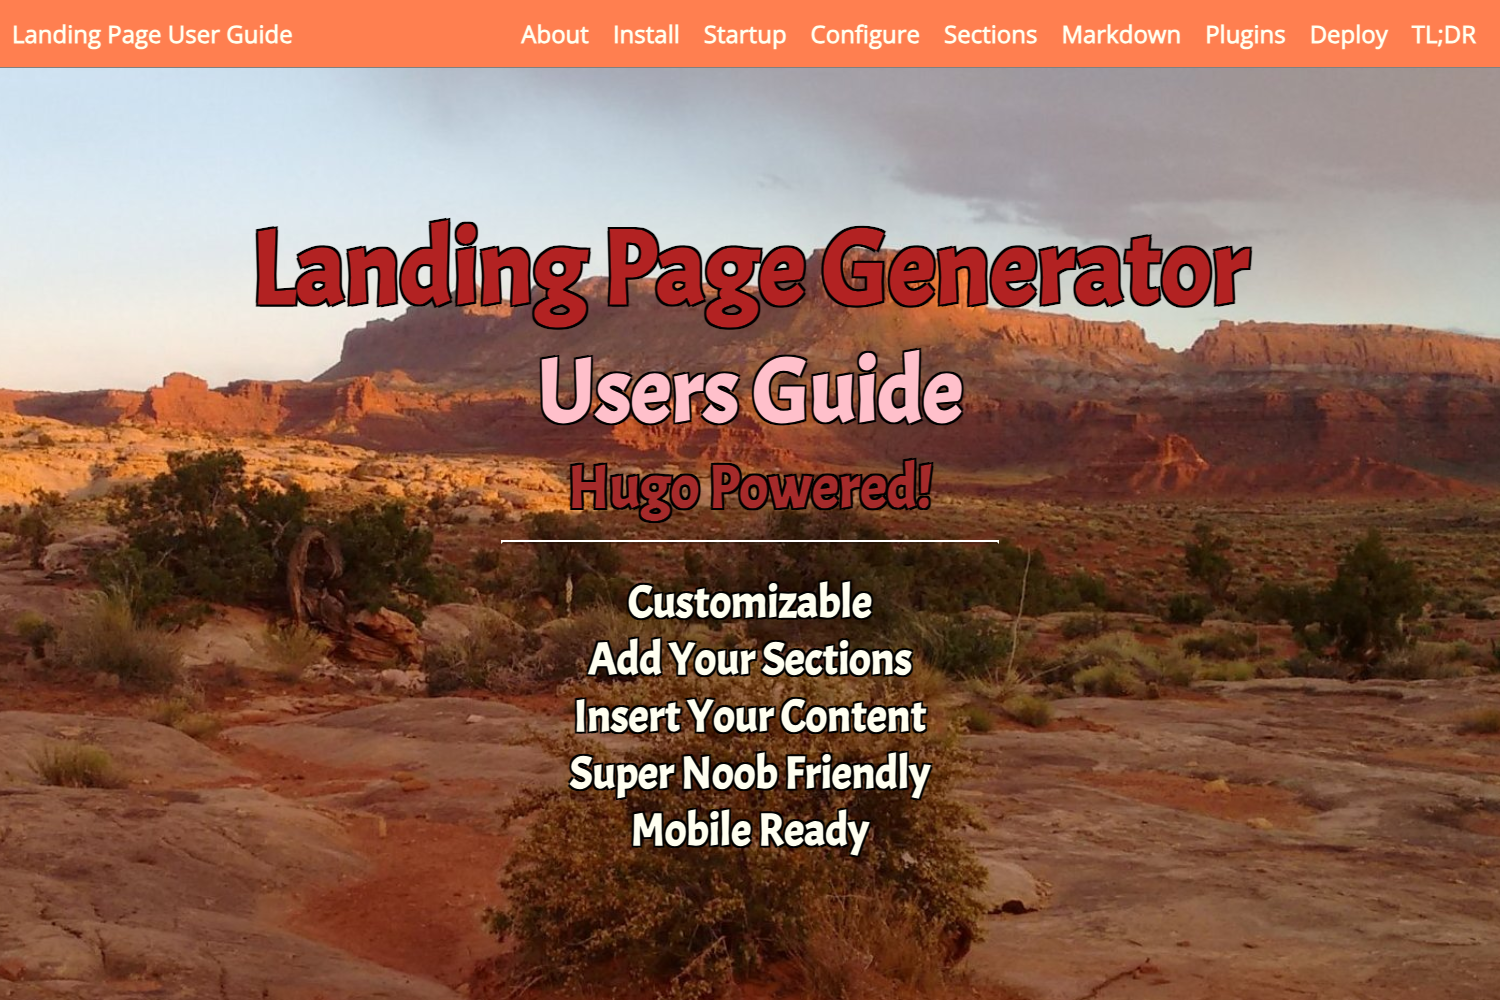 Landing Page User Guide
About Install Startup Configure Sections Markdown Plugins Deploy TL;DR
Landing Page Generator
Users Guide
Hugo Powered!
Customizable
Add Your Sections
Insert Your Content
Super Noob Friendly
Mobile Ready